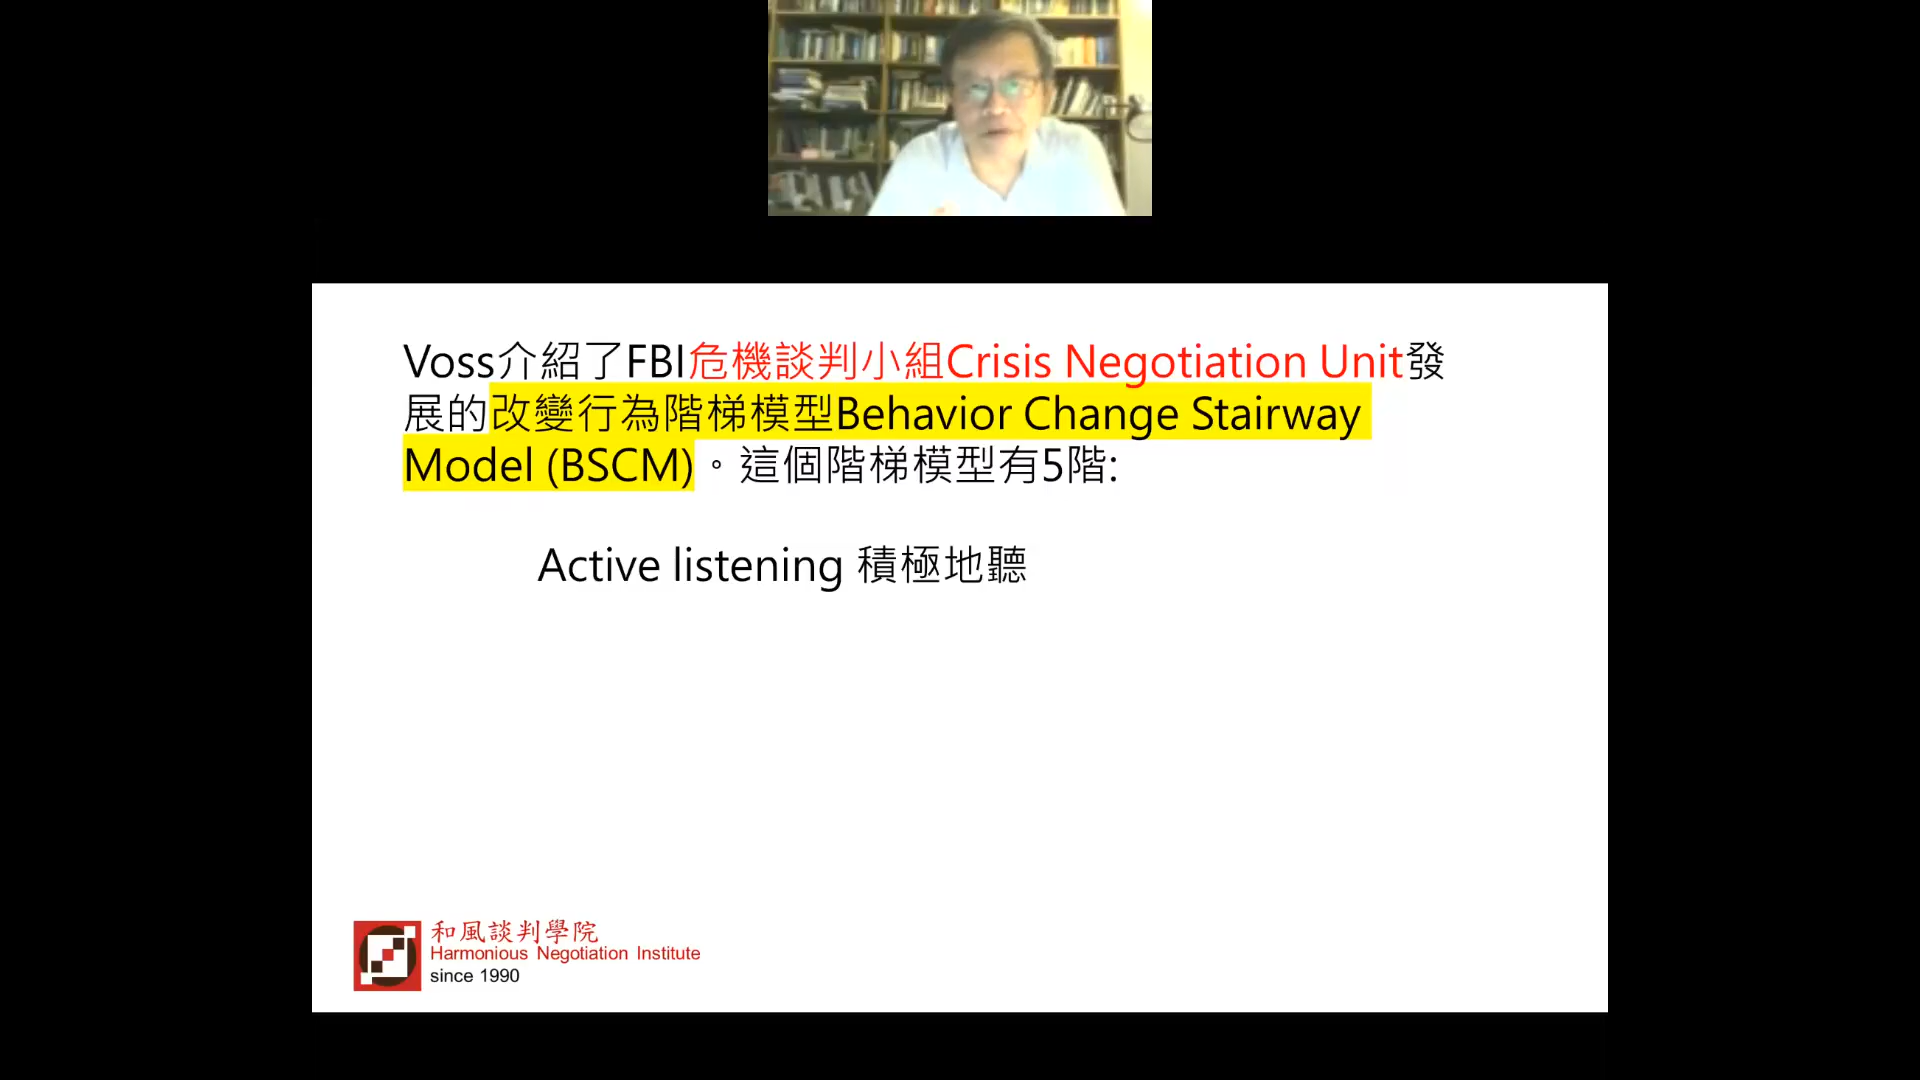 Voss介紹了FBI危機談判小組Crisis Negotiation Unit發
展的改變行為階梯模型Behavior Change Stairway
Model (BSCM)。這個階梯模型有5階:
Active listening 積極地聽
和風談判學院
Harmonious Negotiation Institute
since 1990